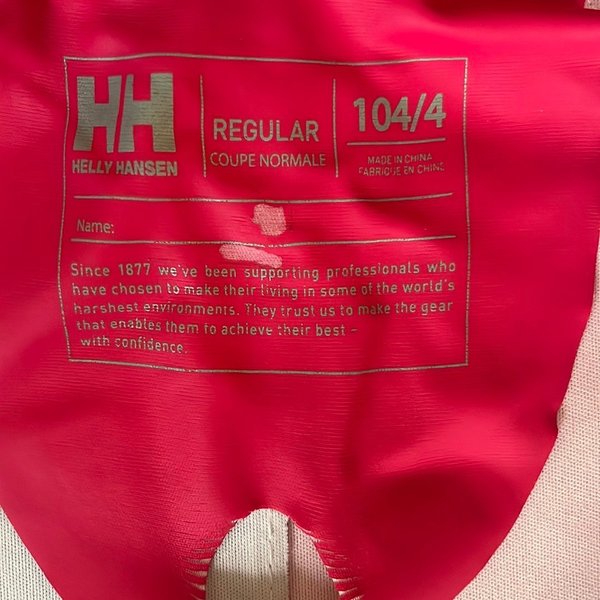 HH
HELLY HANSEN
REGULAR
COUPE NORMALE
104/4
MADE IN CHINA
FABRIQUE EN CHINE
Name:
Since 1877 we've been supporting professionals who
have chosen to make their living in some of the world's
harshest environments. They trust us to make the gear
that enables them to achieve their best –
with confidence.